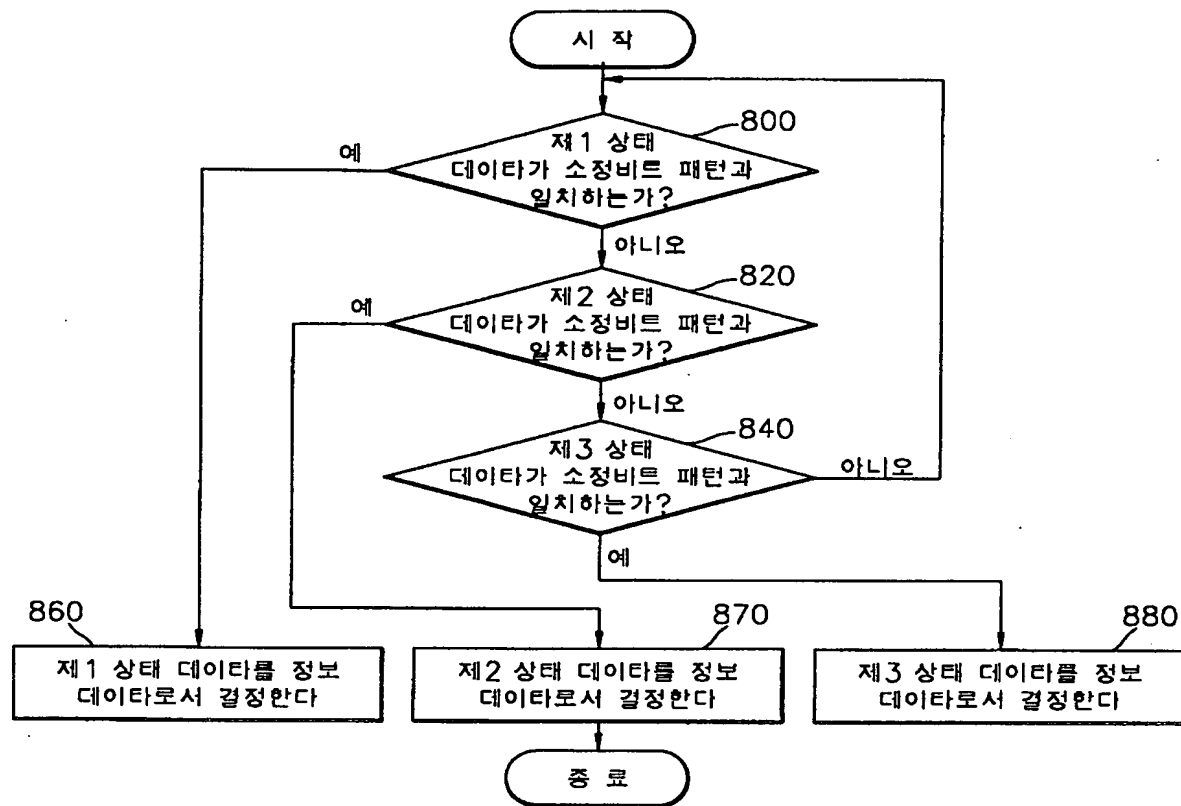 시 작
800
제1 상태
데이타가 소정비트 패턴과
일치하는가?
예
아니오
820
제2 상태
데이타가 소정비트 패턴과
일치하는가?
예
아니오
840
제3 상태
데이타가 소정비트 패턴과
일치하는가?
아니오
예
860
제1 상태 데이타를 정보
데이타로서 결정한다
870
제2 상태 데이타를 정보
데이타로서 결정한다
880
제3 상태 데이타를 정보
데이타로서 결정한다
종 료